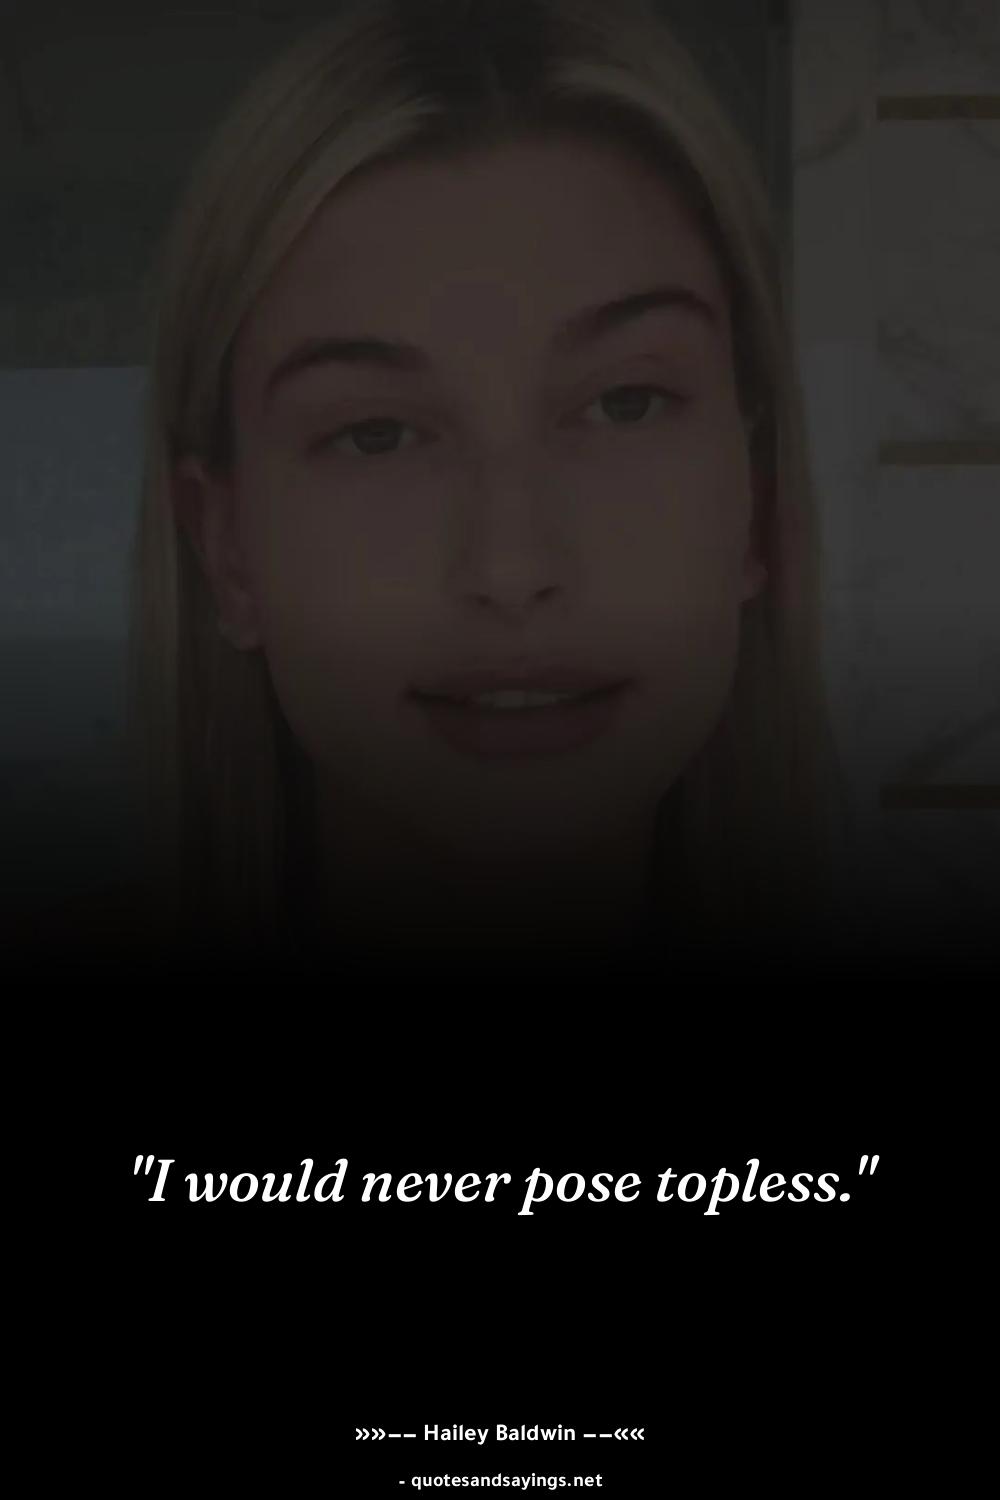 "I would never pose topless."
»»−− Hailey Baldwin −−««
- quotesandsayings.net